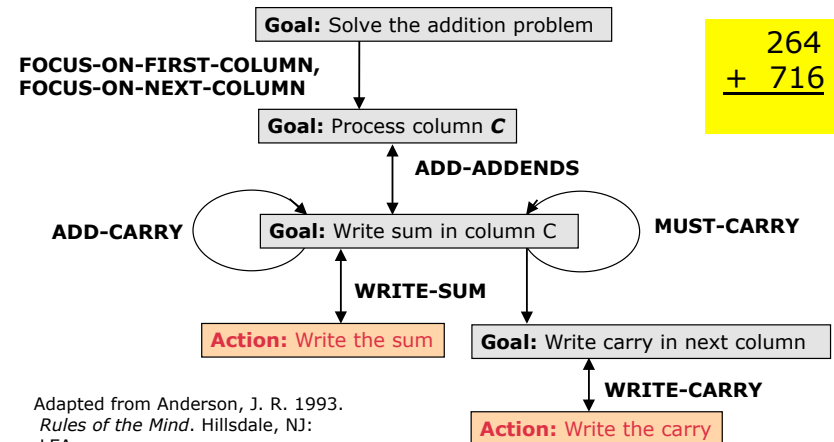 Goal: Solve the addition problem
264
+ 716
FOCUS-ON-FIRST-COLUMN,
FOCUS-ON-NEXT-COLUMN
Goal: Process column C
ADD-ADDENDS
ADD-CARRY
Goal: Write sum in column C
MUST-CARRY
WRITE-SUM
Action: Write the sum
Goal: Write carry in next column
WRITE-CARRY
Action: Write the carry
Adapted from Anderson, J. R. 1993.
Rules of the Mind. Hillsdale, NJ: